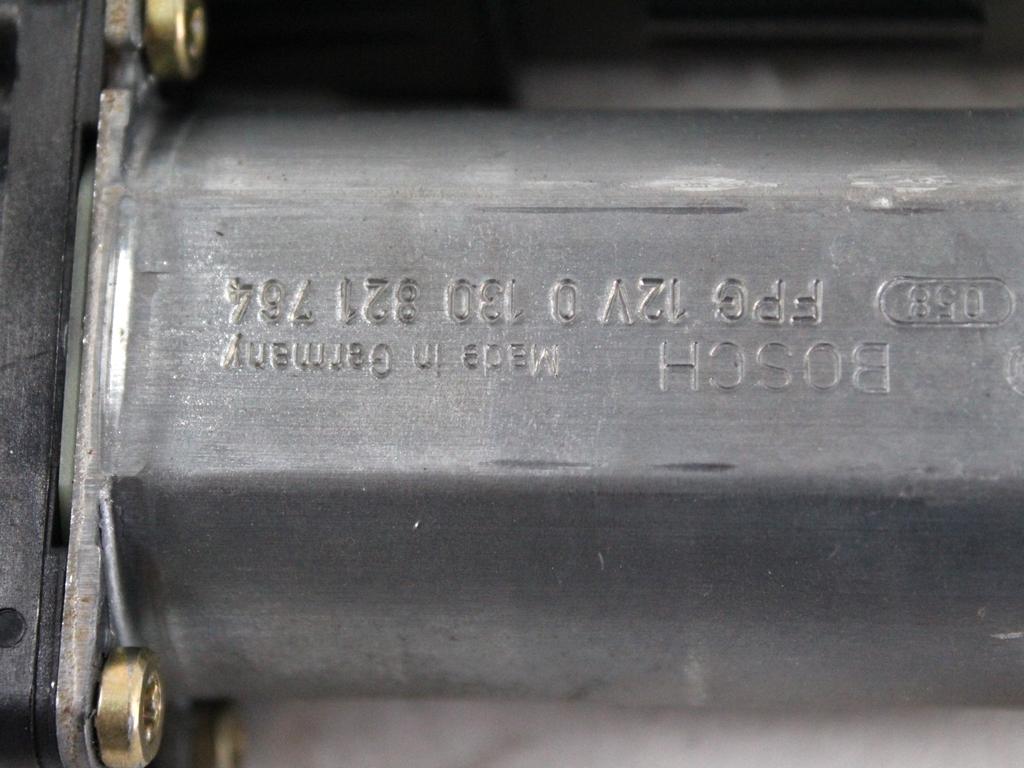 BOSCH Made in Germany
058 FPG 12V 0 130 821 764